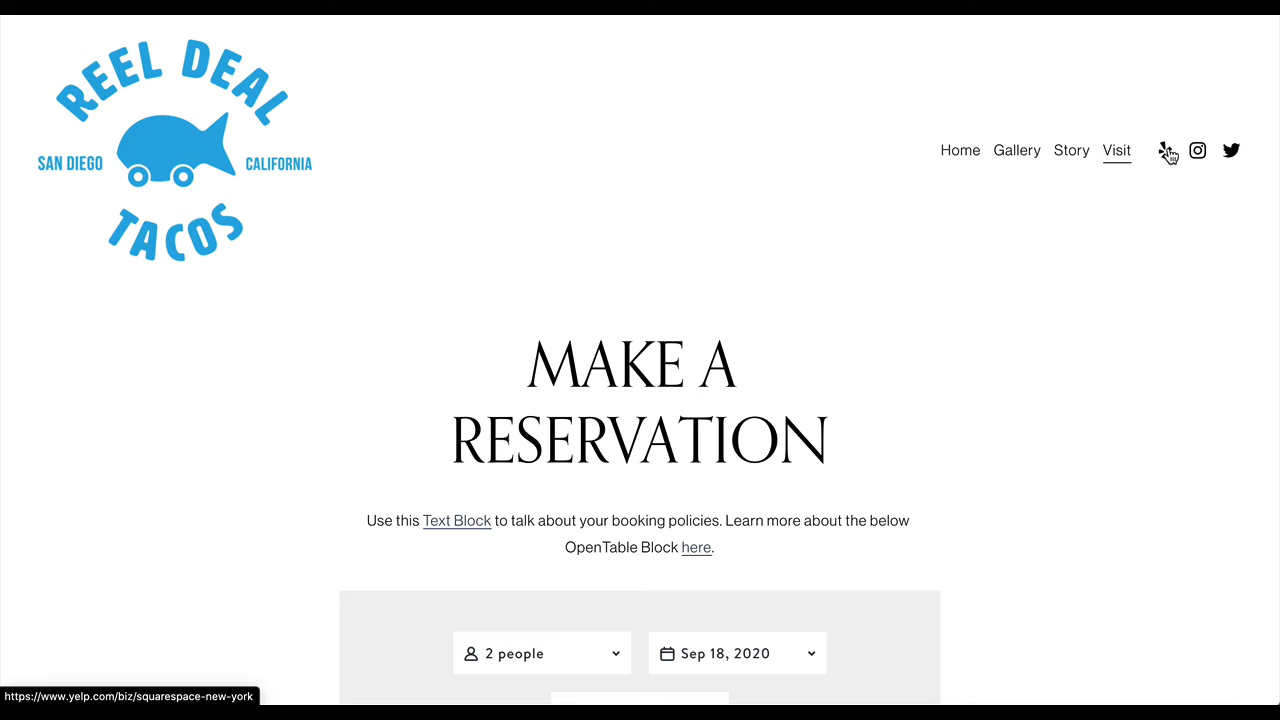 REEL DEAL
SAN DIEGO
CALIFORNIA
TACOS
Home Gallery Story Visit
MAKE A
RESERVATION
Use this Text Block to talk about your booking policies. Learn more about the below
OpenTable Block here.
2 people
Sep 18, 2020
https://www.yelp.com/biz/squarespace-new-york